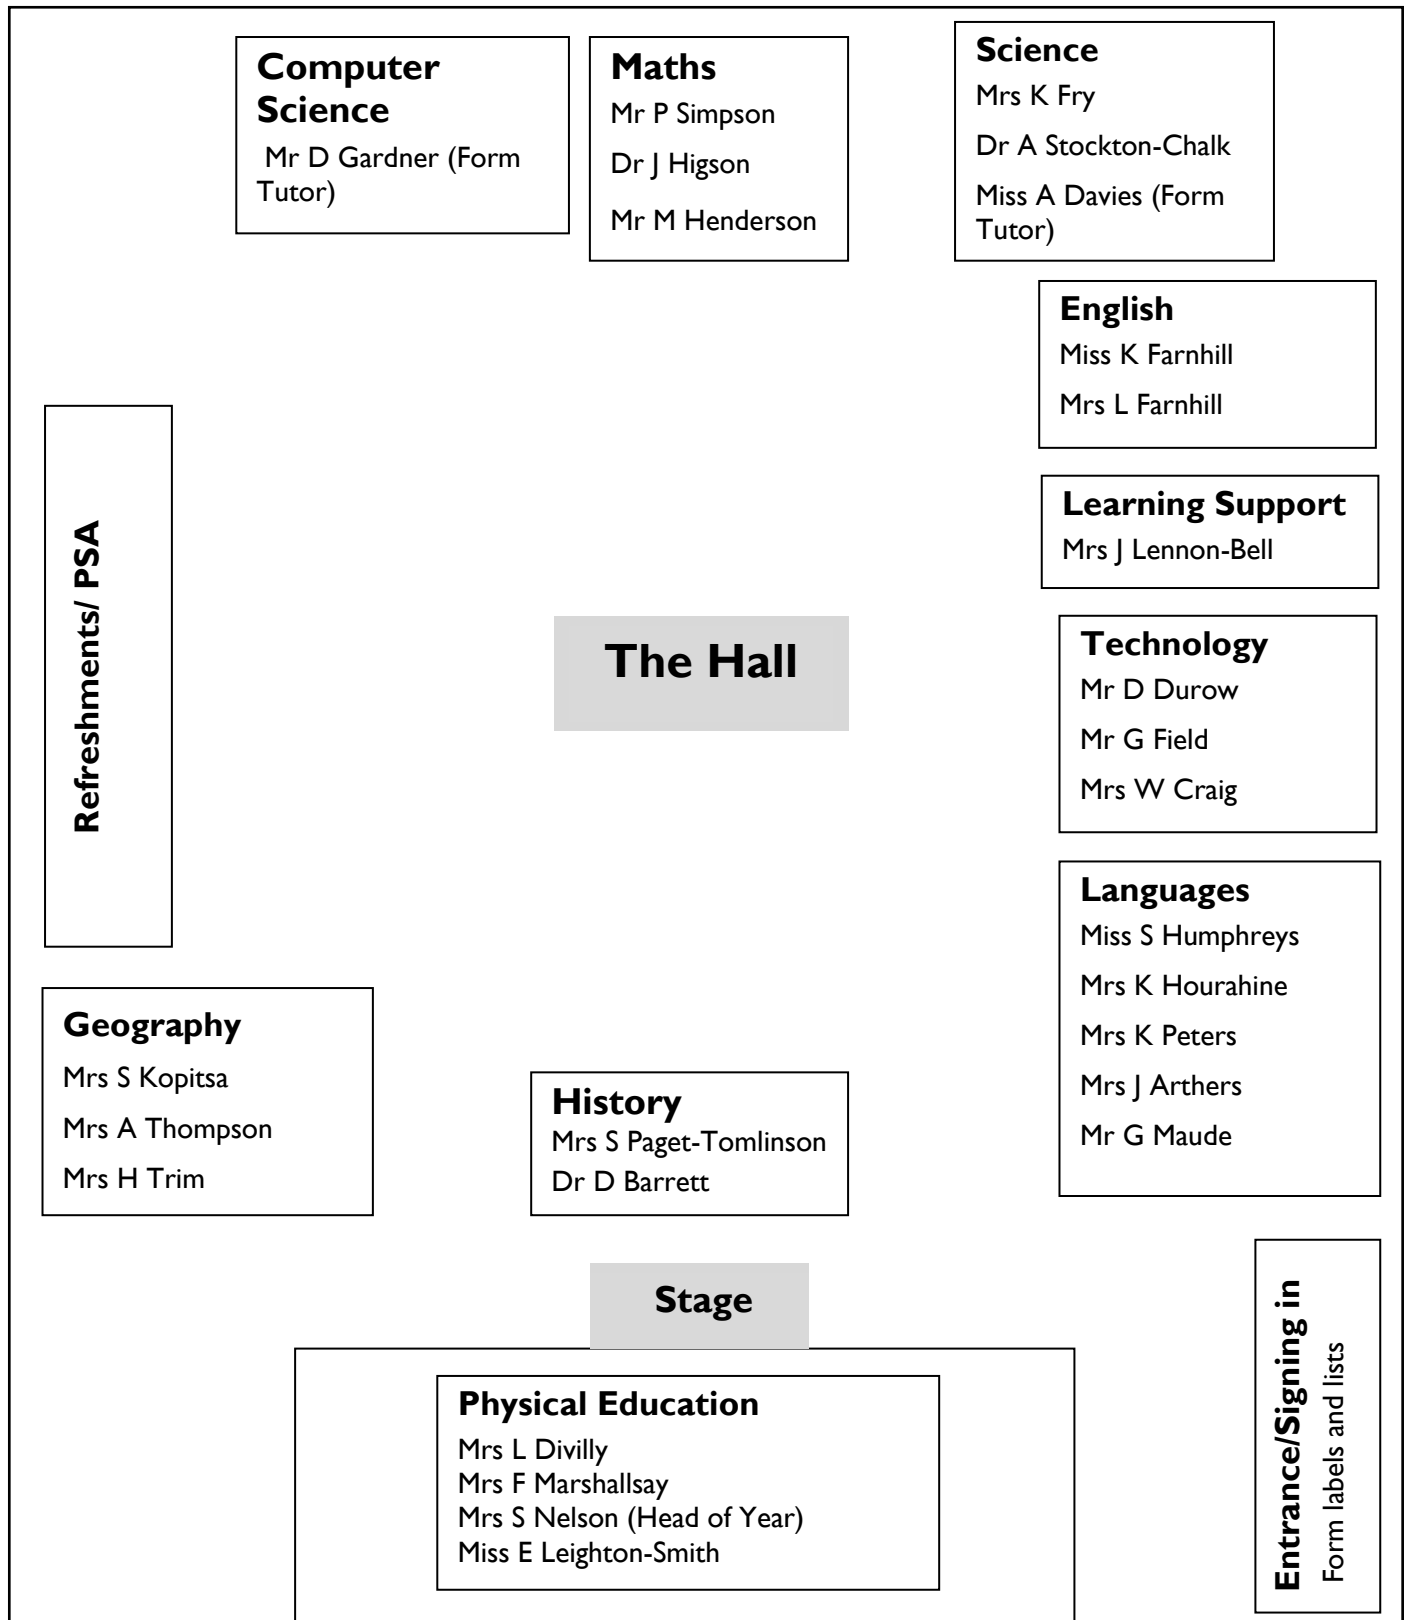 Computer
Science
Mr D Gardner (Form
Tutor)
Maths
Mr P Simpson
Dr J Higson
Mr M Henderson
Science
Mrs K Fry
Dr A Stockton-Chalk
Miss A Davies (Form
Tutor)
English
Miss K Farnhill
Mrs L Farnhill
Refreshments/ PSA
Learning Support
Mrs J Lennon-Bell
The Hall
Technology
Mr D Durow
Mr G Field
Mrs W Craig
Languages
Miss S Humphreys
Mrs K Hourahine
Mrs K Peters
Mrs J Arthers
Mr G Maude
Geography
Mrs S Kopitsa
Mrs A Thompson
Mrs H Trim
History
Mrs S Paget-Tomlinson
Dr D Barrett
Stage
Physical Education
Mrs L Divilly
Mrs F Marshallsay
Mrs S Nelson (Head of Year)
Miss E Leighton-Smith
Entrance/Signing in
Form labels and lists